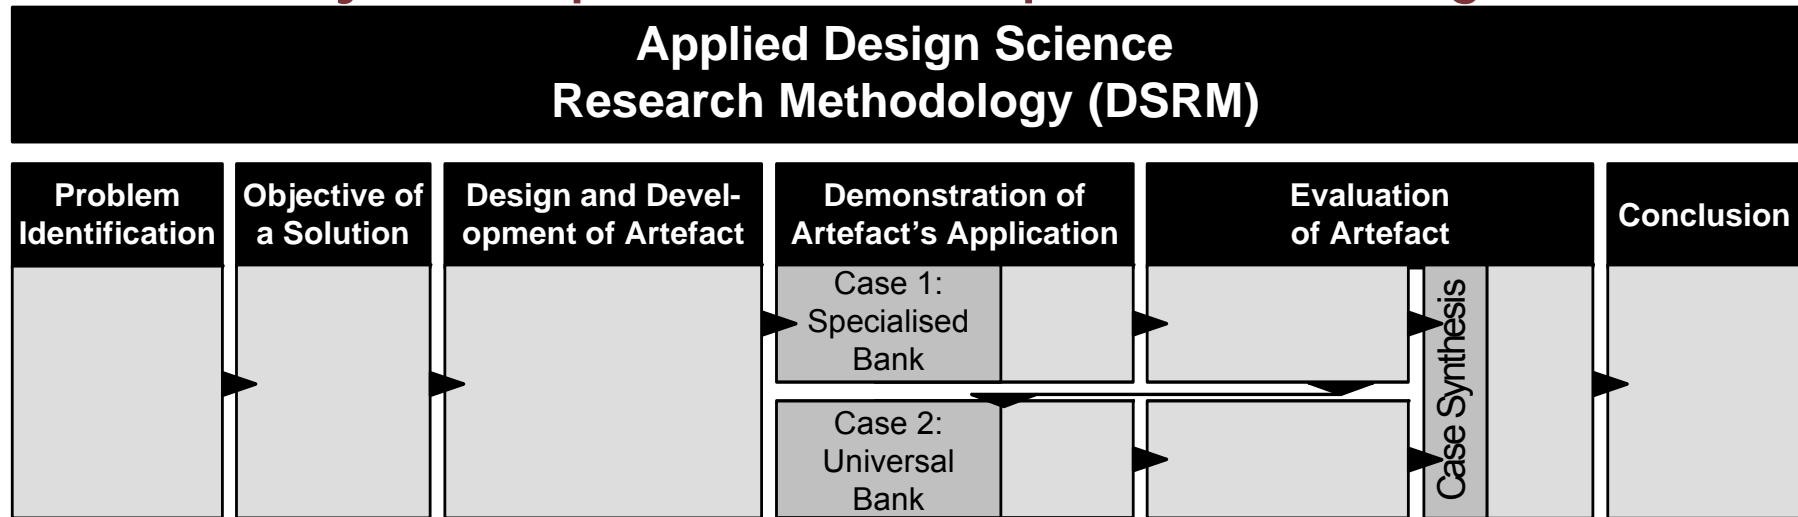 Applied Design Science
Research Methodology (DSRM)
Problem
Identification
Objective of
a Solution
Design and Devel-
opment of Artefact
Demonstration of
Artefact's Application
Evaluation
of Artefact
Conclusion
Case 1:
Specialised
Bank
Case 2:
Universal
Bank
Case Synthesis